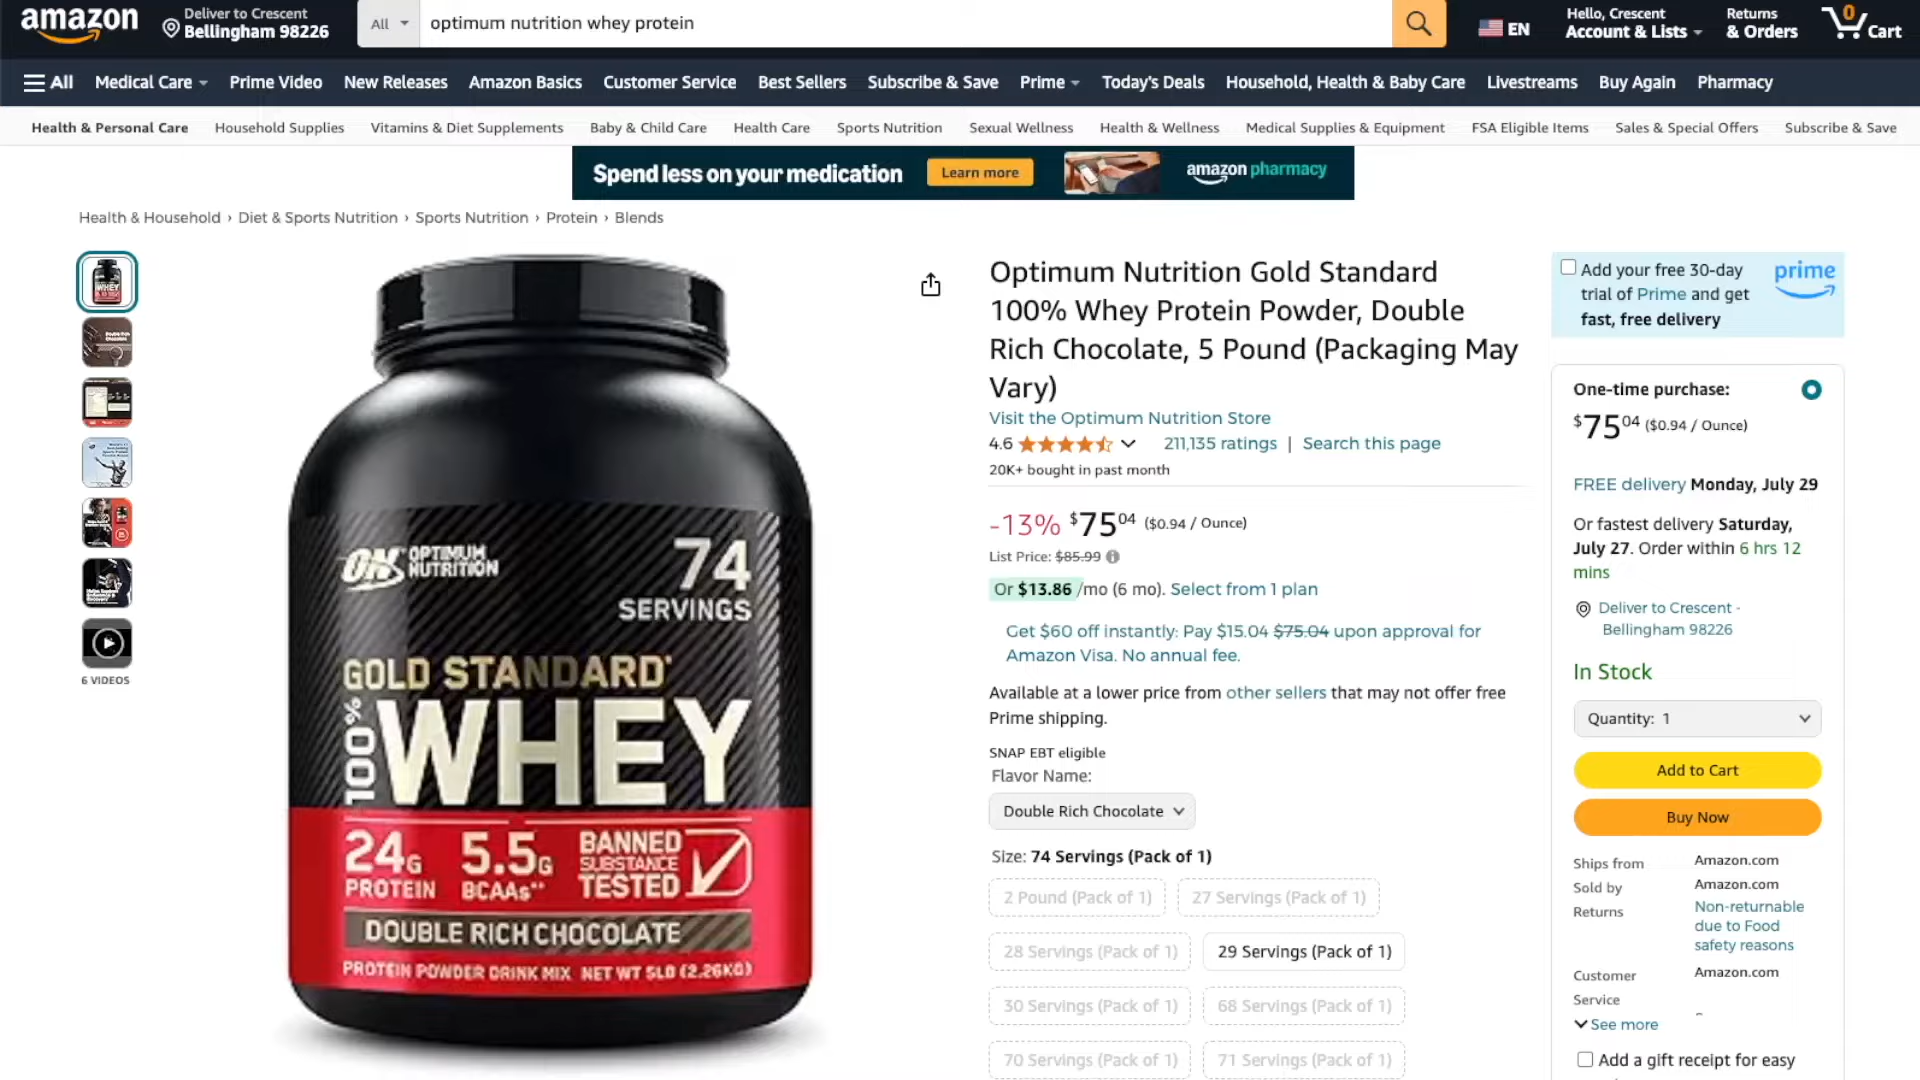 amazon
Deliver to Crescent
Bellingham 98226
All
optimum nutrition whey protein
EN
Hello, Crescent
Account & Lists
Returns
& Orders
0
Cart
All
Medical Care
Prime Video
New Releases
Amazon Basics
Customer Service
Best Sellers
Subscribe & Save
Prime
Today's Deals
Household, Health & Baby Care
Livestreams
Buy Again
Pharmacy
Health & Personal Care
Household Supplies
Vitamins & Diet Supplements
Baby & Child Care
Health Care
Sports Nutrition
Sexual Wellness
Health & Wellness
Medical Supplies & Equipment
FSA Eligible Items
Sales & Special Offers
Subscribe & Save
Spend less on your medication
Learn more
amazon pharmacy
Health & Household › Diet & Sports Nutrition › Sports Nutrition › Protein › Blends
6 VIDEOS
ON OPTIMUM
NUTRITION
74
SERVINGS
GOLD STANDARD
100% WHEY
24G
PROTEIN
5.5G
BCAAs**
BANNED
SUBSTANCE
TESTED
DOUBLE RICH CHOCOLATE
PROTEIN POWDER DRINK MIX NET WT 5LB (2.26KG)
Optimum Nutrition Gold Standard
100% Whey Protein Powder, Double
Rich Chocolate, 5 Pound (Packaging May
Vary)
Visit the Optimum Nutrition Store
4.6
211,135 ratings | Search this page
20K+ bought in past month
-13% $7504 ($0.94 / Ounce)
List Price: $85.99
Or $13.86 /mo (6 mo). Select from 1 plan
Get $60 off instantly: Pay $15.04 $75.04 upon approval for
Amazon Visa. No annual fee.
Available at a lower price from other sellers that may not offer free
Prime shipping.
SNAP EBT eligible
Flavor Name:
Double Rich Chocolate
Size: 74 Servings (Pack of 1)
2 Pound (Pack of 1)
27 Servings (Pack of 1)
28 Servings (Pack of 1)
29 Servings (Pack of 1)
30 Servings (Pack of 1)
68 Servings (Pack of 1)
70 Servings (Pack of 1)
71 Servings (Pack of 1)
Add your free 30-day
trial of Prime and get
fast, free delivery
prime
One-time purchase:
$7504 ($0.94 / Ounce)
FREE delivery Monday, July 29
Or fastest delivery Saturday,
July 27. Order within 6 hrs 12
mins
Deliver to Crescent -
Bellingham 98226
In Stock
Quantity: 1
Add to Cart
Buy Now
Ships from
Amazon.com
Sold by
Amazon.com
Returns
Non-returnable
due to Food
safety reasons
Customer
Service
Amazon.com
See more
Add a gift receipt for easy